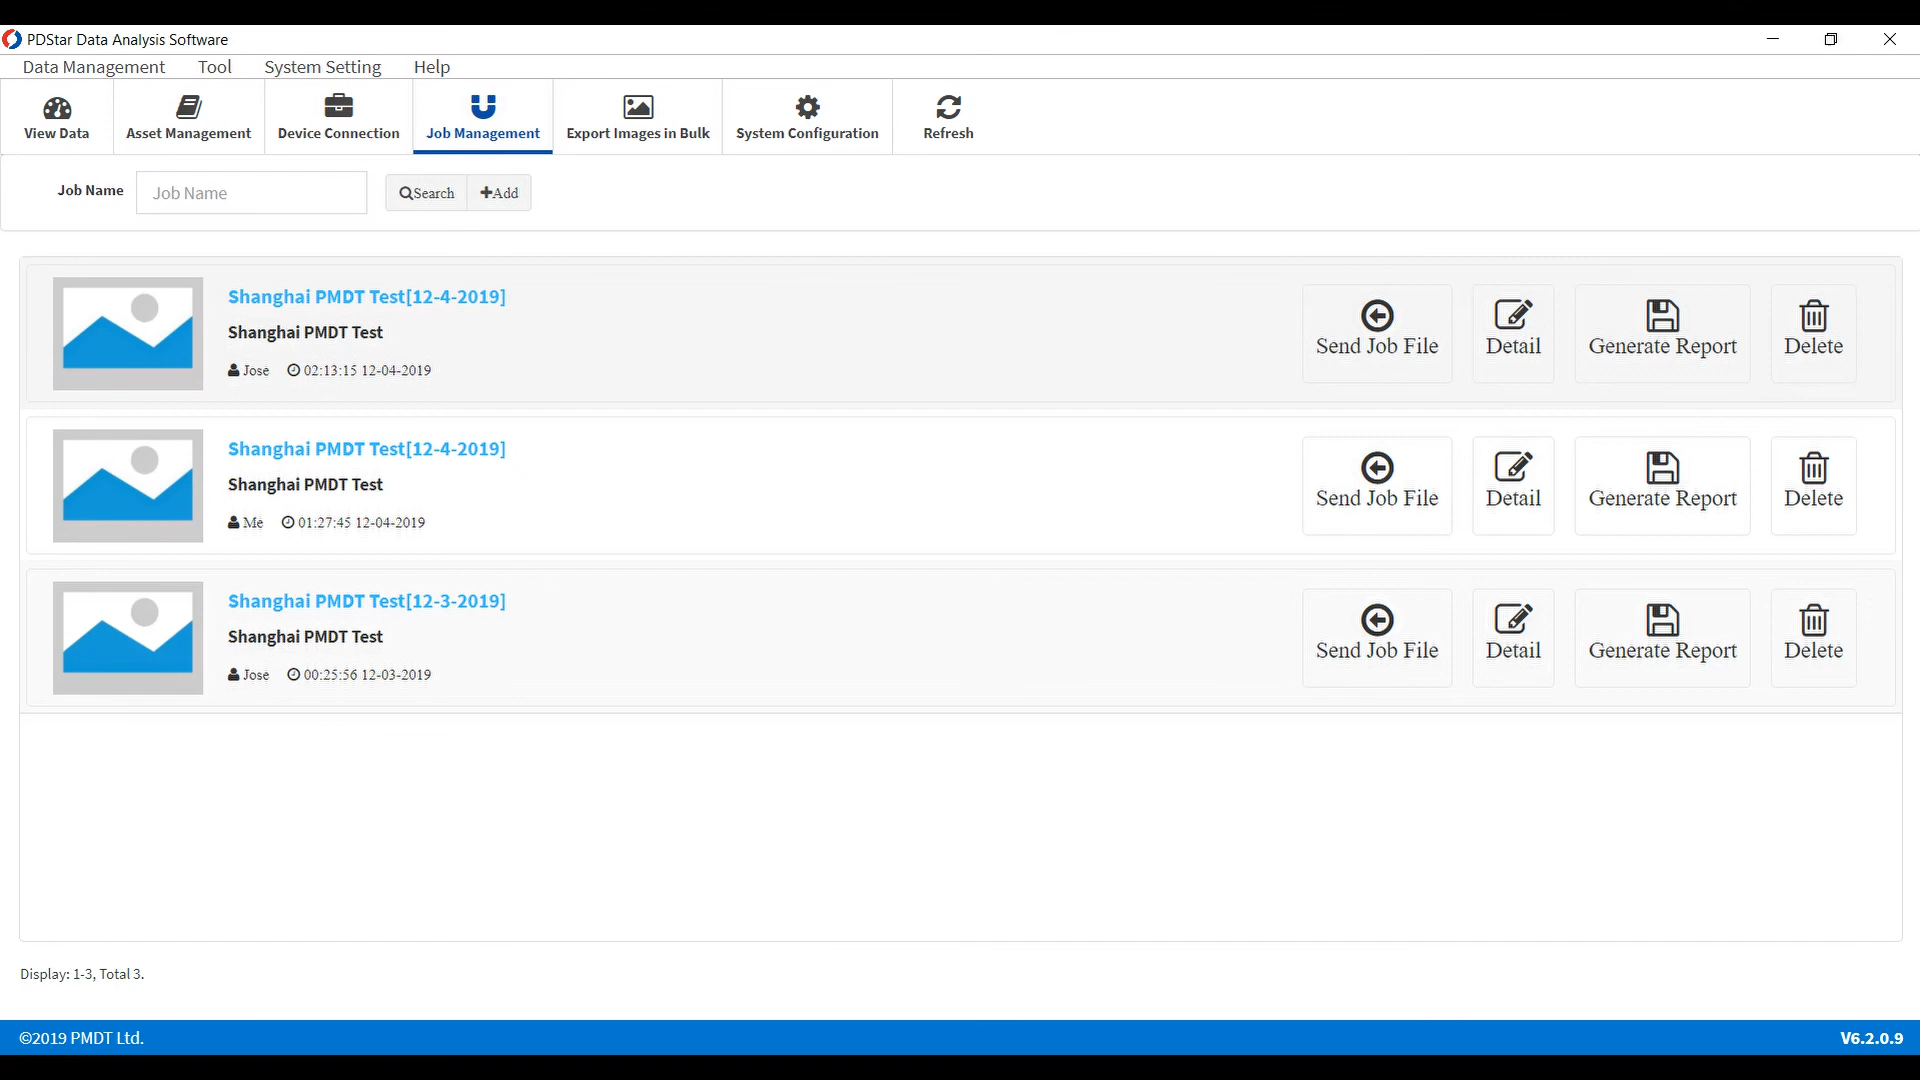 PDStar Data Analysis Software
Data Management Tool System Setting Help
View Data Asset Management Device Connection Job Management Export Images in Bulk System Configuration Refresh
Job Name Job Name Search Add
Shanghai PMDT Test[12-4-2019]
Shanghai PMDT Test
Jose 02:13:15 12-04-2019
Send Job File Detail Generate Report Delete
Shanghai PMDT Test[12-4-2019]
Shanghai PMDT Test
Me 01:27:45 12-04-2019
Send Job File Detail Generate Report Delete
Shanghai PMDT Test[12-3-2019]
Shanghai PMDT Test
Jose 00:25:56 12-03-2019
Send Job File Detail Generate Report Delete
Display: 1-3, Total 3.
©2019 PMDT Ltd. V6.2.0.9